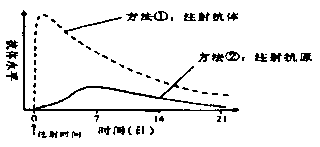 方法①：注射抗体
方法②：注射抗原
抗体水平
0 7 14 21
注射时间 时间(日)